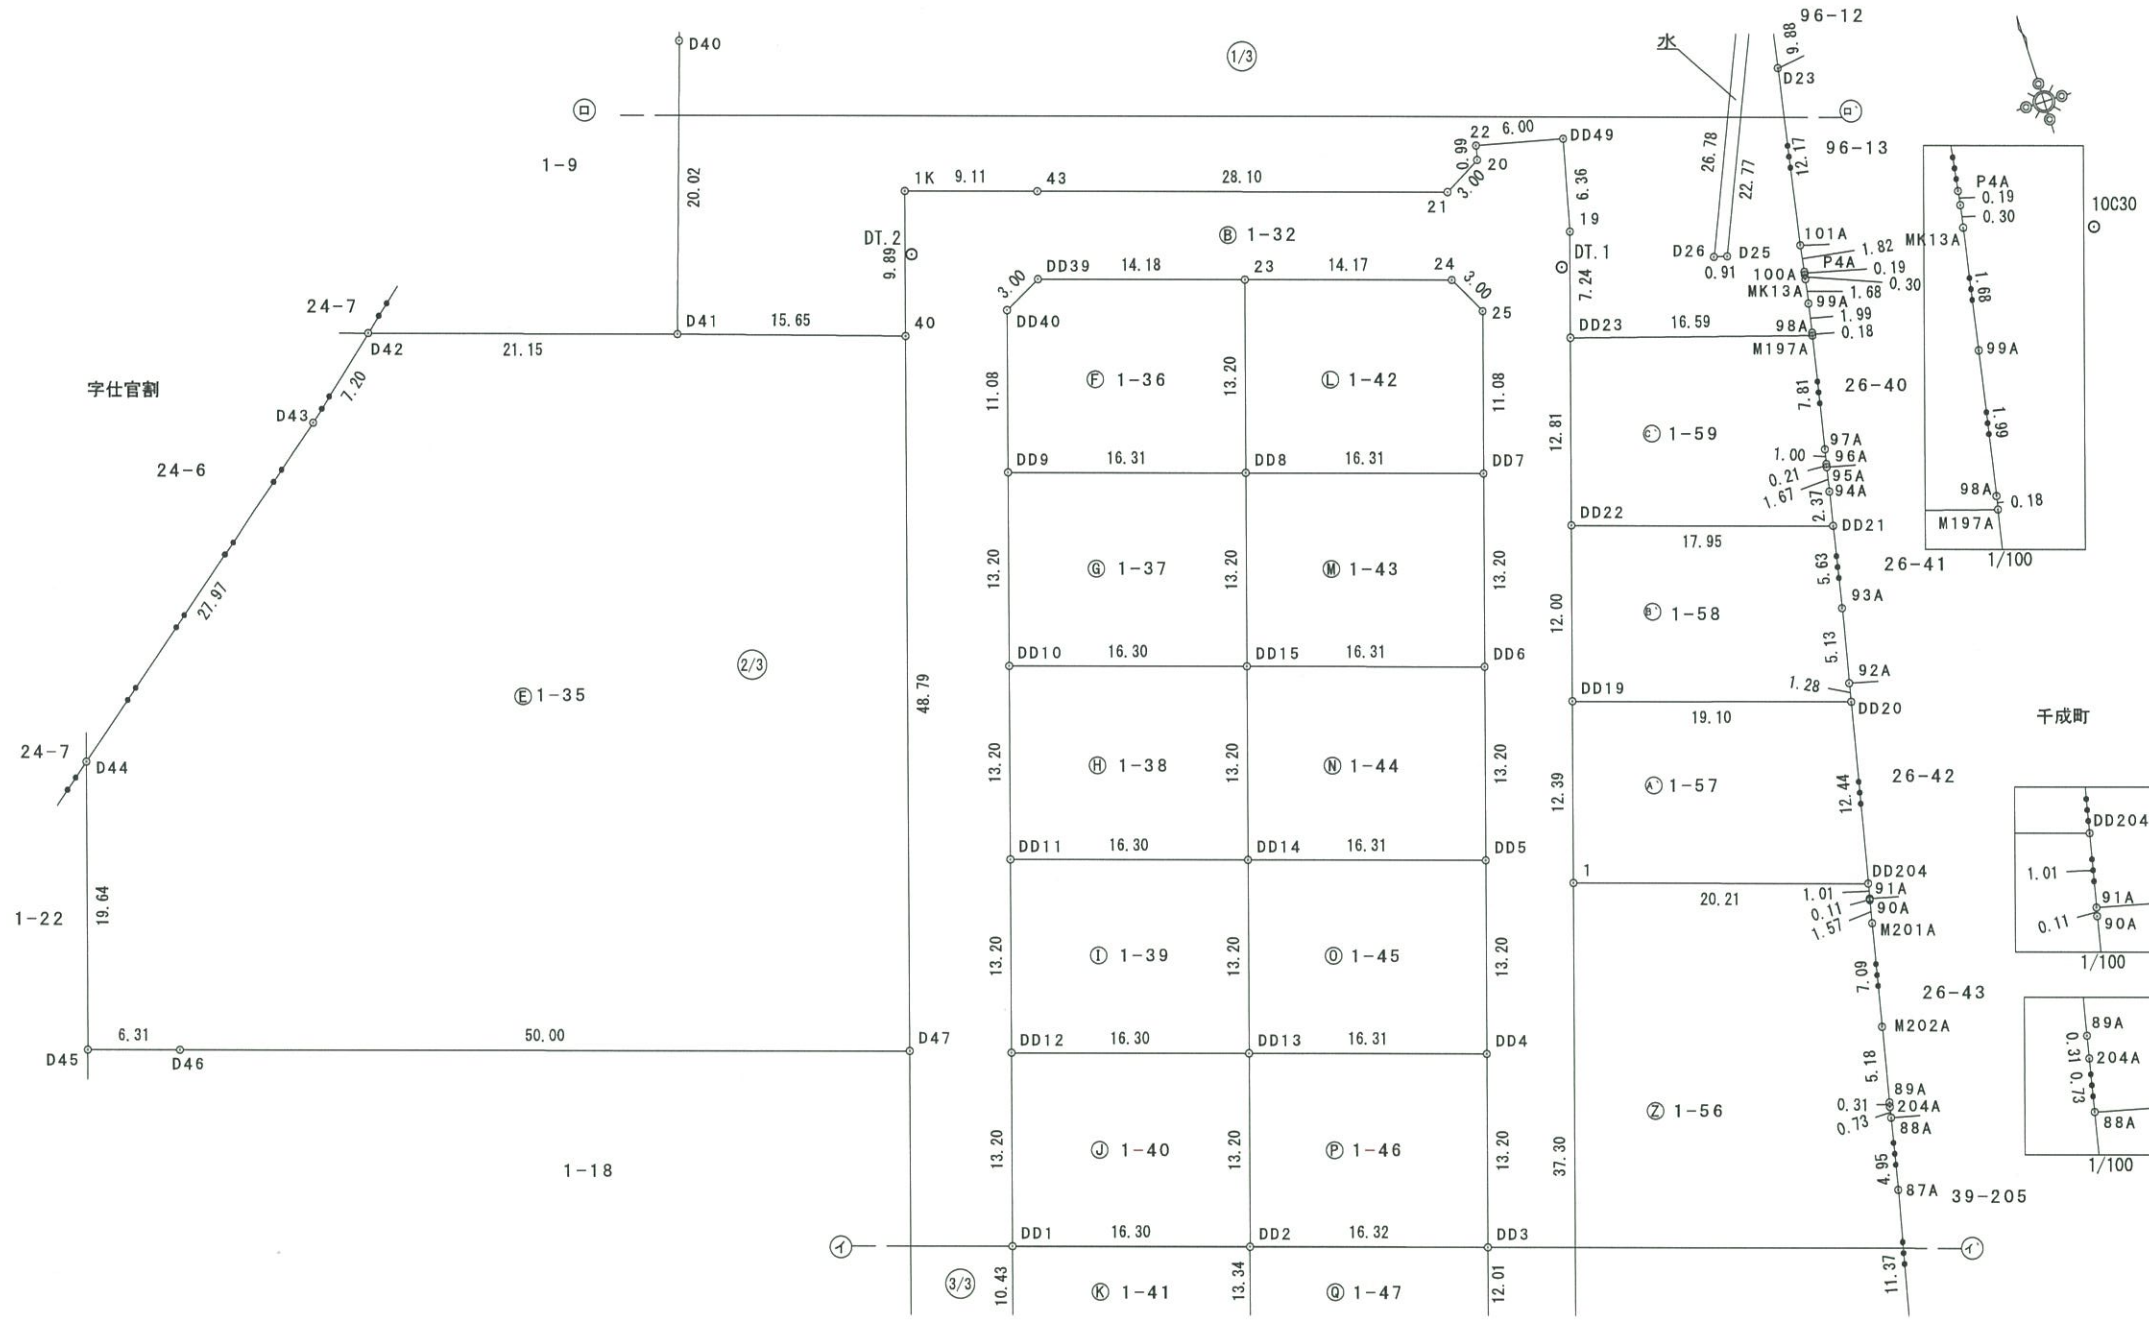 96-12
水
9.88
D23
D40
1/3
ロ
ロ`
1-9
20.02
22 6.00 DD49
0.99
20
3.00
21
6.36
19
26.78
22.77
12.17
96-13
1K 9.11 43 28.10
DT.2
9.89
B 1-32
DT.1
7.24
D26 D25
0.91
101A
1.82
P4A
0.19
100A
0.30
MK13A
1.68
99A
1.99
98A
0.18
M197A
P4A
0.19
0.30
MK13A
1.68
99A
1.99
98A
0.18
M197A
1/100
10C30
DD39 14.18 23 14.17 24
3.00
3.00
DD40
25
24-7
D42
D41 15.65 40
21.15
DD23 16.59
字仕官割
7.20
D43
24-6
11.08
F 1-36
13.20
L 1-42
11.08
12.81
C` 1-59
7.81
26-40
97A
1.00
96A
0.21
95A
1.67
94A
2.37
DD9 16.31 DD8 16.31 DD7
DD22
DD21
17.95
26-41
27.97
13.20
G 1-37
13.20
M 1-43
13.20
12.00
B` 1-58
5.63
93A
5.13
92A
1.28
DD10 16.30 DD15 16.31 DD6
2/3
E 1-35
48.79
DD19
DD20
19.10
千成町
24-7
D44
13.20
H 1-38
13.20
N 1-44
13.20
12.39
A` 1-57
12.44
26-42
DD204
1.01
91A
0.11
90A
1/100
DD11 16.30 DD14 16.31 DD5
1
DD204
20.21
1.01
91A
0.11
90A
1.57
M201A
1-22
19.64
13.20
I 1-39
13.20
O 1-45
13.20
7.09
26-43
M202A
5.18
89A
0.31
204A
0.73
88A
89A
0.31
204A
0.73
88A
1/100
D45
6.31
D46
50.00
D47
DD12 16.30 DD13 16.31 DD4
Z 1-56
1-18
13.20
J 1-40
13.20
P 1-46
13.20
37.30
4.95
87A
39-205
イ
DD1 16.30 DD2 16.32 DD3
イ`
3/3
10.43
K 1-41
13.34
Q 1-47
12.01
11.37